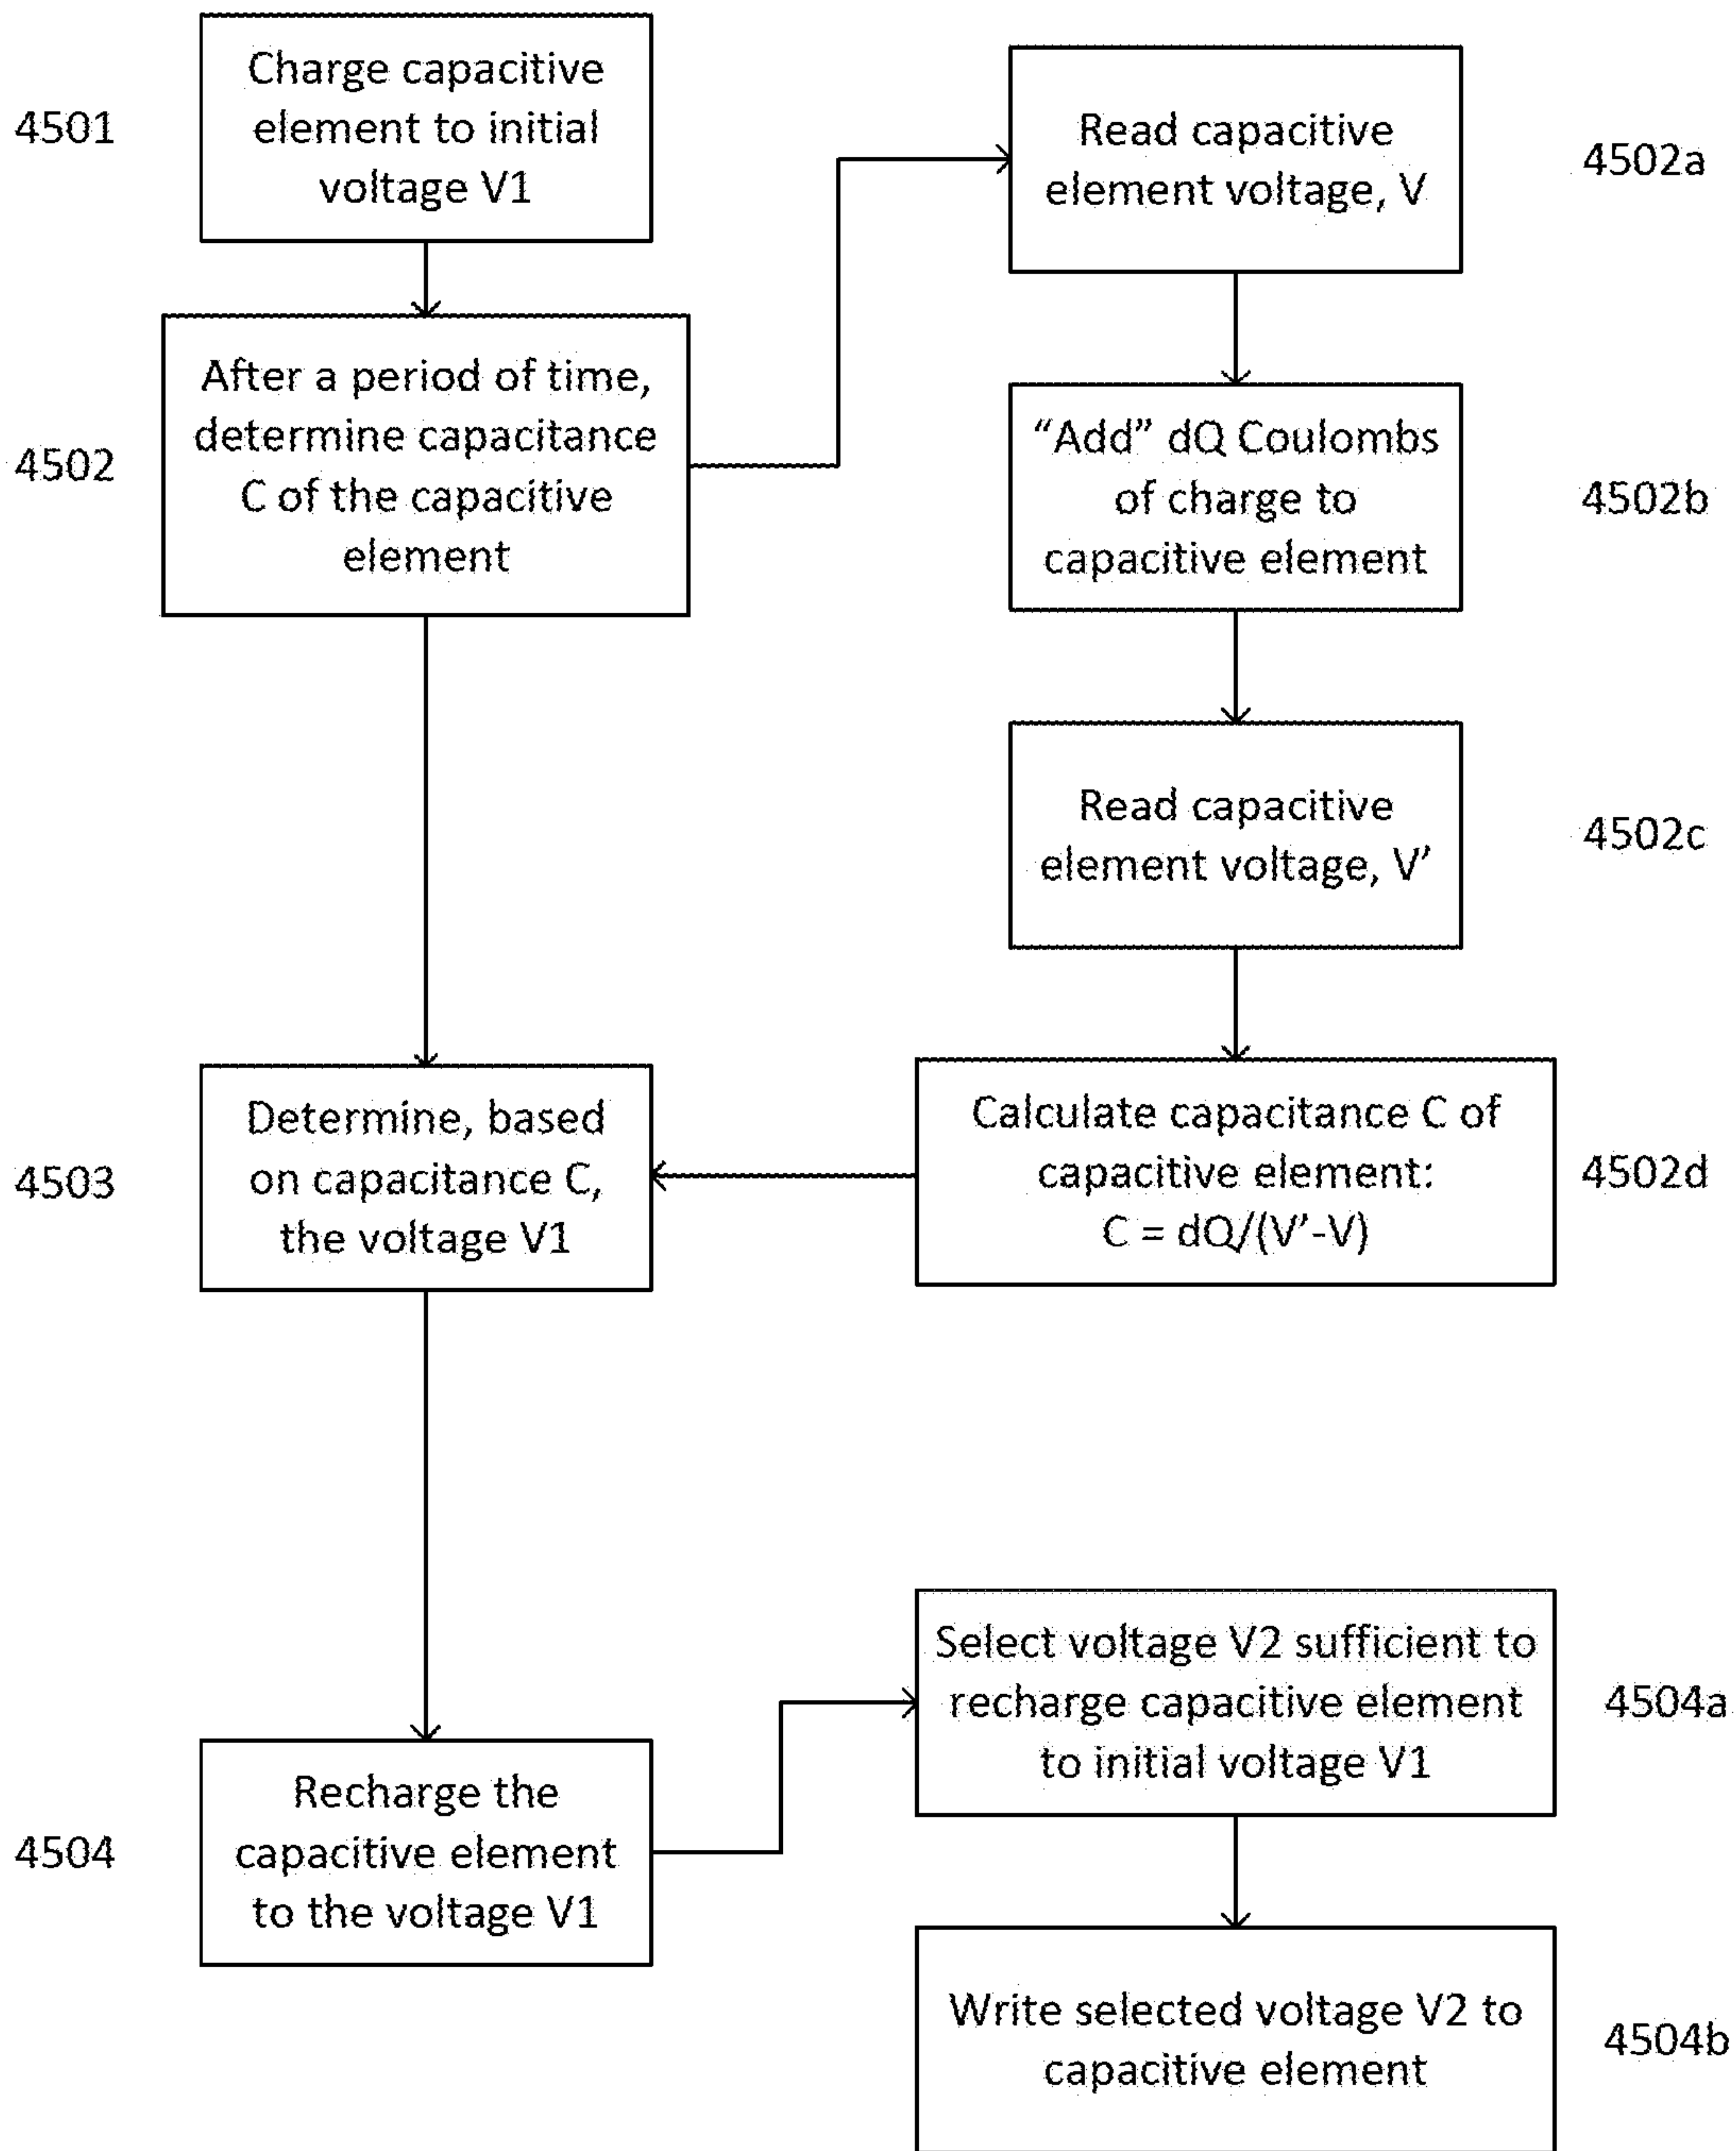 4501
Charge capacitive
element to initial
voltage V1
4502
After a period of time,
determine capacitance
C of the capacitive
element
Read capacitive
element voltage, V
4502a
“Add” dQ Coulombs
of charge to
capacitive element
4502b
Read capacitive
element voltage, V’
4502c
Calculate capacitance C of
capacitive element:
C = dQ/(V’-V)
4502d
4503
Determine, based
on capacitance C,
the voltage V1
4504
Recharge the
capacitive element
to the voltage V1
Select voltage V2 sufficient to
recharge capacitive element
to initial voltage V1
4504a
Write selected voltage V2 to
capacitive element
4504b